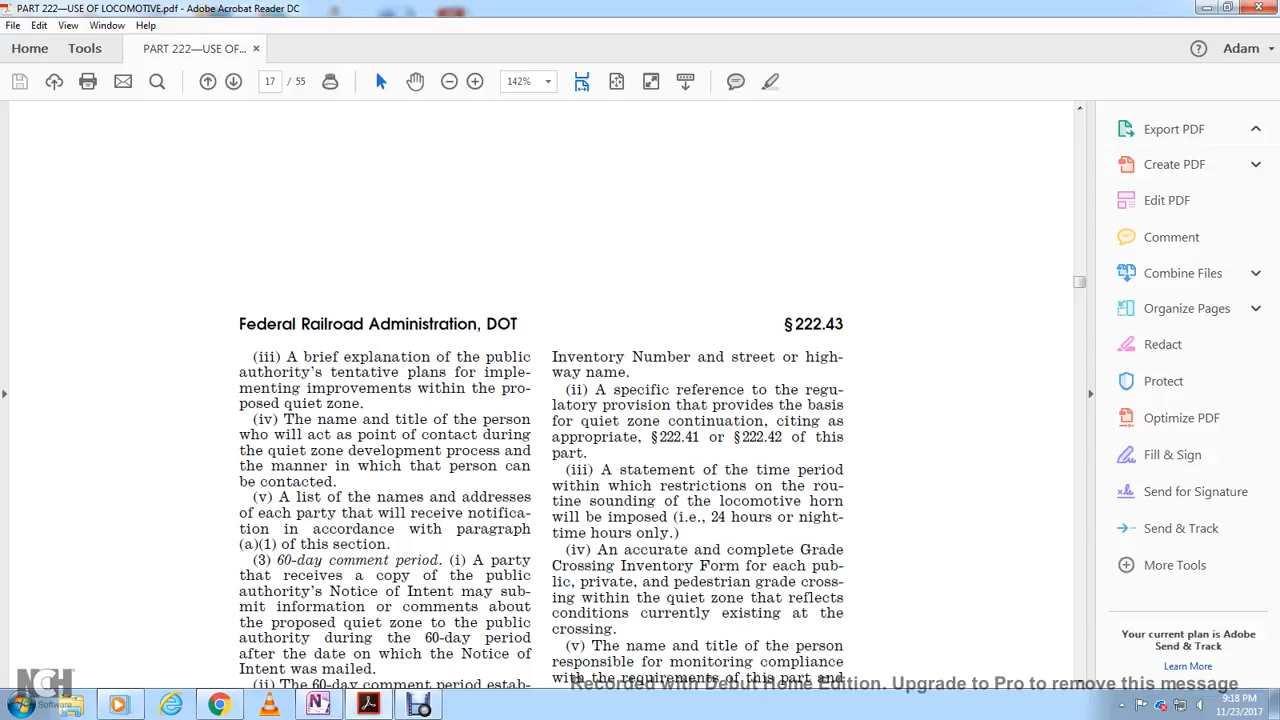 PART 222—USE OF LOCOMOTIVE.pdf - Adobe Acrobat Reader DC
File Edit View Window Help
Home Tools PART 222—USE OF... × Adam
17 / 55 142%
Export PDF
Create PDF
Edit PDF
Comment
Combine Files
Organize Pages
Redact
Protect
Optimize PDF
Fill & Sign
Send for Signature
Send & Track
More Tools
Your current plan is Adobe
Send & Track
Learn More
Federal Railroad Administration, DOT § 222.43
(iii) A brief explanation of the public
authority's tentative plans for imple-
menting improvements within the pro-
posed quiet zone.
(iv) The name and title of the person
who will act as point of contact during
the quiet zone development process and
the manner in which that person can
be contacted.
(v) A list of the names and addresses
of each party that will receive notifica-
tion in accordance with paragraph
(a)(1) of this section.
(3) 60-day comment period. (i) A party
that receives a copy of the public
authority's Notice of Intent may sub-
mit information or comments about
the proposed quiet zone to the public
authority during the 60-day period
after the date on which the Notice of
Intent was mailed.
(ii) The 60-day comment period estab-
Inventory Number and street or high-
way name.
(ii) A specific reference to the regu-
latory provision that provides the basis
for quiet zone continuation, citing as
appropriate, § 222.41 or § 222.42 of this
part.
(iii) A statement of the time period
within which restrictions on the rou-
tine sounding of the locomotive horn
will be imposed (i.e., 24 hours or night-
time hours only.)
(iv) An accurate and complete Grade
Crossing Inventory Form for each pub-
lic, private, and pedestrian grade cross-
ing within the quiet zone that reflects
conditions currently existing at the
crossing.
(v) The name and title of the person
responsible for monitoring compliance
with the requirements of this part and
Recorded with Debut Home Edition. Upgrade to Pro to remove this message
NCH Software
9:18 PM
11/23/2017